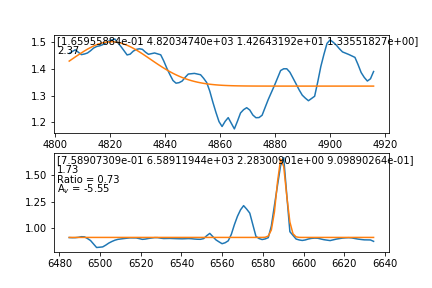 [1.65955884e-01 4.82034740e+03 1.42643192e+01 1.33551827e+00]
2.37
1.5
1.4
1.3
1.2
4800 4820 4840 4860 4880 4900 4920
[7.58907309e-01 6.58911944e+03 2.28300901e+00 9.09890264e-01]
1.73
Ratio = 0.73
Av = -5.55
1.50
1.25
1.00
6480 6500 6520 6540 6560 6580 6600 6620 6640